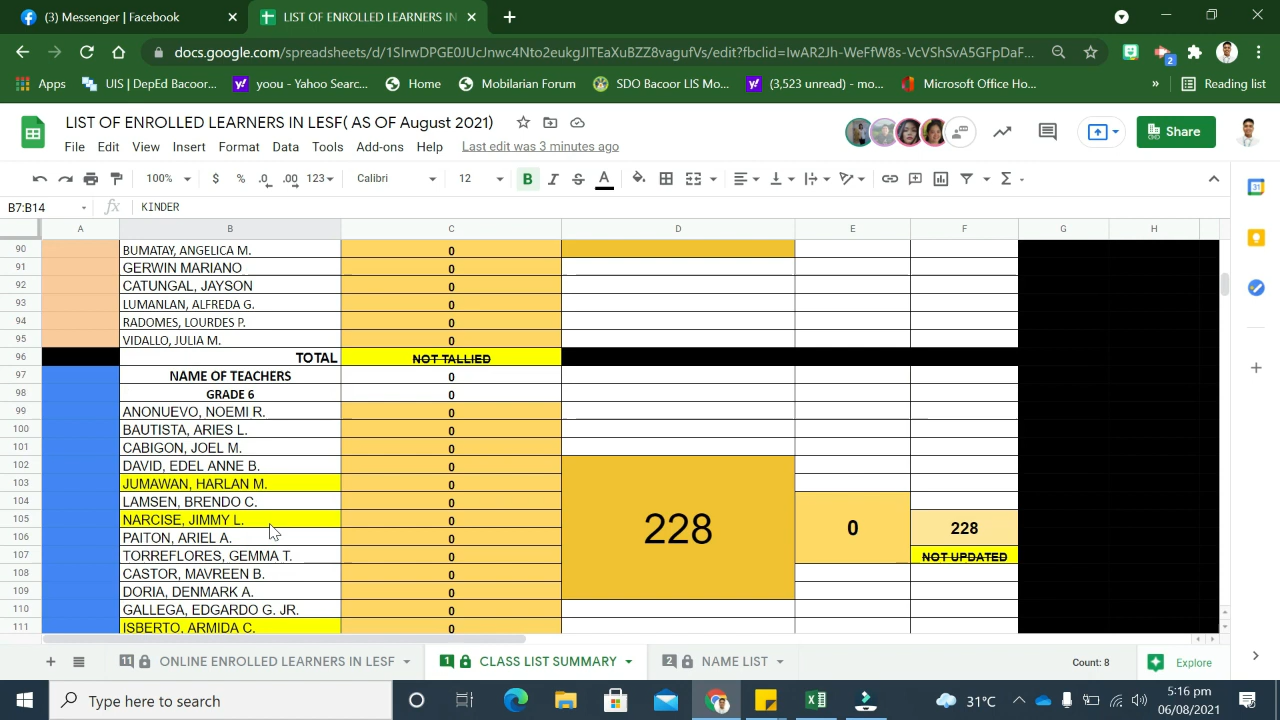 (3) Messenger | Facebook
LIST OF ENROLLED LEARNERS IN
docs.google.com/spreadsheets/d/1SIrwDPGE0JUcJnwc4Nto2eukgJITEaXuBZZ8vagufVs/edit?fbclid=IwAR2Jh-WeFfW8s-VcVShSvA5GFpDaF...
2
Apps
UIS | DepEd Bacoor...
yoou - Yahoo Searc...
Home
Mobilarian Forum
SDO Bacoor LIS Mo...
(3,523 unread) - mo...
Microsoft Office Ho...
»
Reading list
LIST OF ENROLLED LEARNERS IN LESF( AS OF August 2021)
Share
File Edit View Insert Format Data Tools Add-ons Help Last edit was 3 minutes ago
100% $ % .0 .00 123 Calibri 12 B I S A
B7:B14 fx KINDER
A B C D E F G H
90 BUMATAY, ANGELICA M. 0
91 GERWIN MARIANO 0
92 CATUNGAL, JAYSON 0
93 LUMANLAN, ALFREDA G. 0
94 RADOMES, LOURDES P. 0
95 VIDALLO, JULIA M. 0
96 TOTAL NOT TALLIED
97 NAME OF TEACHERS 0
98 GRADE 6 0
99 ANONUEVO, NOEMI R. 0
100 BAUTISTA, ARIES L. 0
101 CABIGON, JOEL M. 0
102 DAVID, EDEL ANNE B. 0
103 JUMAWAN, HARLAN M. 0
104 LAMSEN, BRENDO C. 0
105 NARCISE, JIMMY L. 0 228 0 228
106 PAITON, ARIEL A. 0
107 TORREFLORES, GEMMA T. 0 NOT UPDATED
108 CASTOR, MAVREEN B. 0
109 DORIA, DENMARK A. 0
110 GALLEGA, EDGARDO G. JR. 0
111 ISBERTO, ARMIDA C. 0
11 ONLINE ENROLLED LEARNERS IN LESF
1 CLASS LIST SUMMARY
2 NAME LIST
Count: 8
Explore
Type here to search
31°C
5:16 pm
06/08/2021